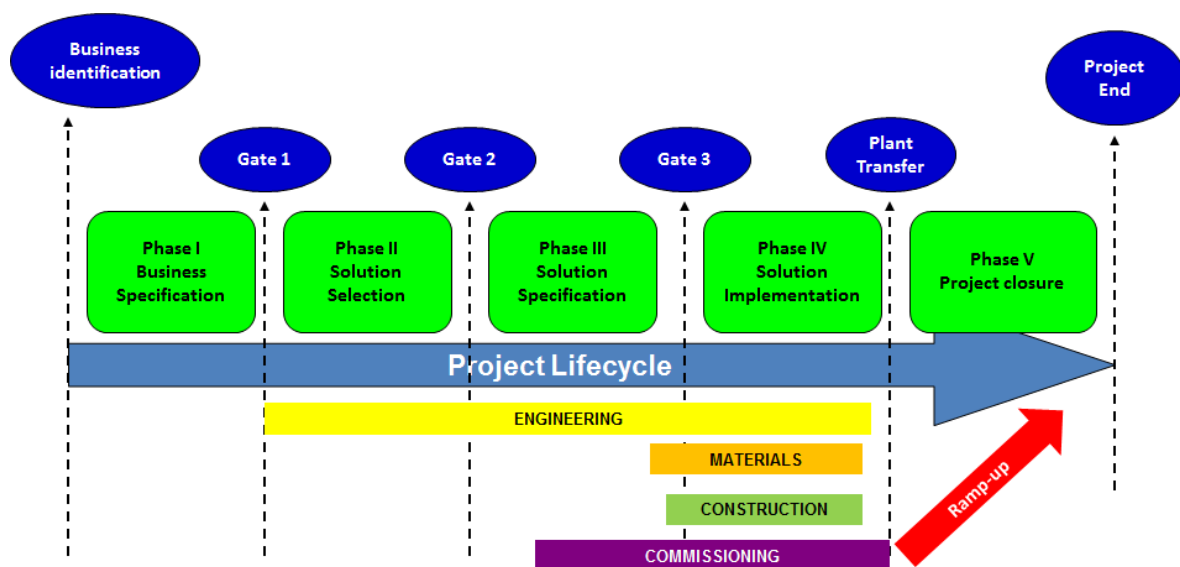 Business
identification
Project
End
Gate 1
Gate 2
Gate 3
Plant
Transfer
Phase I
Business
Specification
Phase II
Solution
Selection
Phase III
Solution
Specification
Phase IV
Solution
Implementation
Phase V
Project closure
Project Lifecycle
ENGINEERING
MATERIALS
CONSTRUCTION
COMMISSIONING
Ramp-up